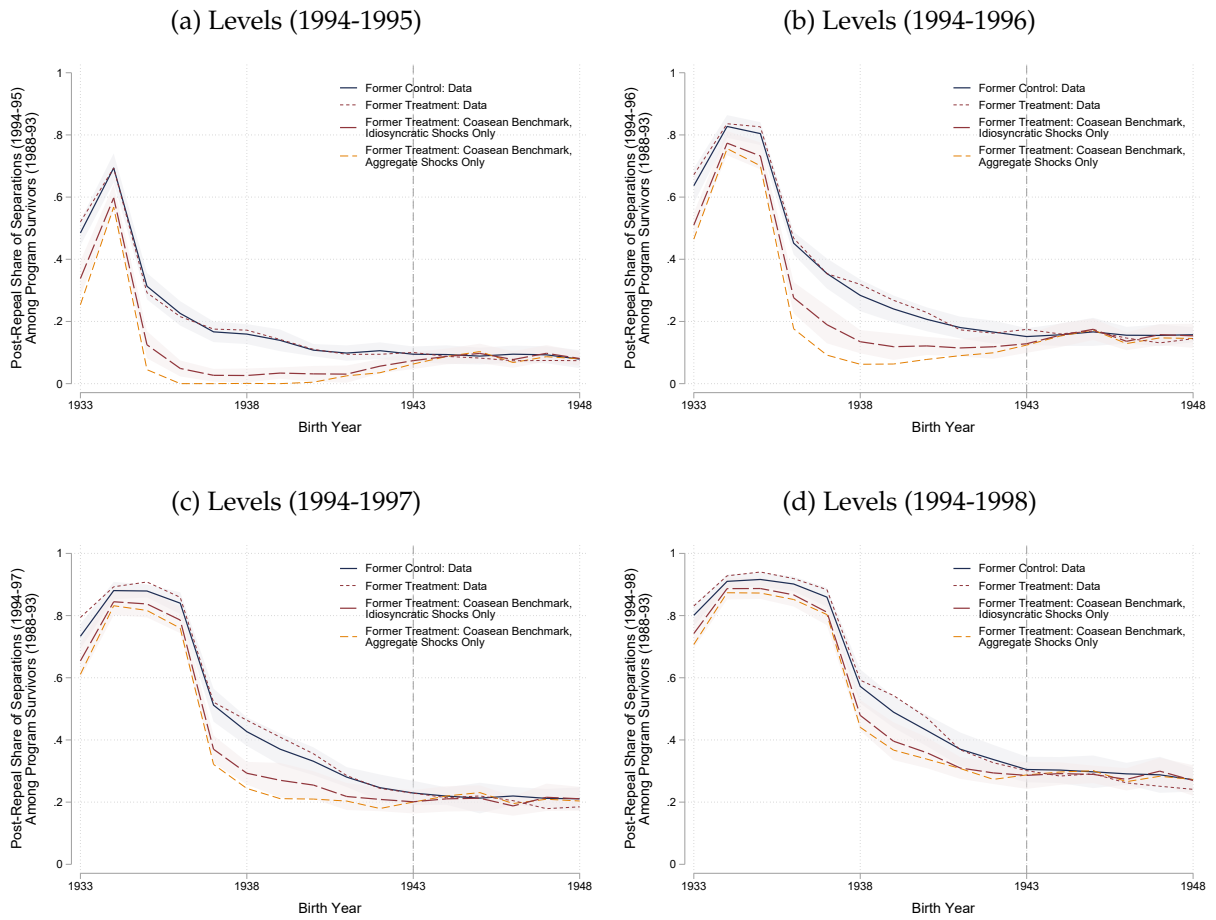 (a) Levels (1994-1995)
Post-Repeal Share of Separations (1994-95)
Among Program Survivors (1988-93)
1
.8
.6
.4
.2
0
Former Control: Data
Former Treatment: Data
Former Treatment: Coasean Benchmark,
Idiosyncratic Shocks Only
Former Treatment: Coasean Benchmark,
Aggregate Shocks Only
1933
1938
1943
1948
Birth Year
(b) Levels (1994-1996)
Post-Repeal Share of Separations (1994-96)
Among Program Survivors (1988-93)
1
.8
.6
.4
.2
0
Former Control: Data
Former Treatment: Data
Former Treatment: Coasean Benchmark,
Idiosyncratic Shocks Only
Former Treatment: Coasean Benchmark,
Aggregate Shocks Only
1933
1938
1943
1948
Birth Year
(c) Levels (1994-1997)
Post-Repeal Share of Separations (1994-97)
Among Program Survivors (1988-93)
1
.8
.6
.4
.2
0
Former Control: Data
Former Treatment: Data
Former Treatment: Coasean Benchmark,
Idiosyncratic Shocks Only
Former Treatment: Coasean Benchmark,
Aggregate Shocks Only
1933
1938
1943
1948
Birth Year
(d) Levels (1994-1998)
Post-Repeal Share of Separations (1994-98)
Among Program Survivors (1988-93)
1
.8
.6
.4
.2
0
Former Control: Data
Former Treatment: Data
Former Treatment: Coasean Benchmark,
Idiosyncratic Shocks Only
Former Treatment: Coasean Benchmark,
Aggregate Shocks Only
1933
1938
1943
1948
Birth Year